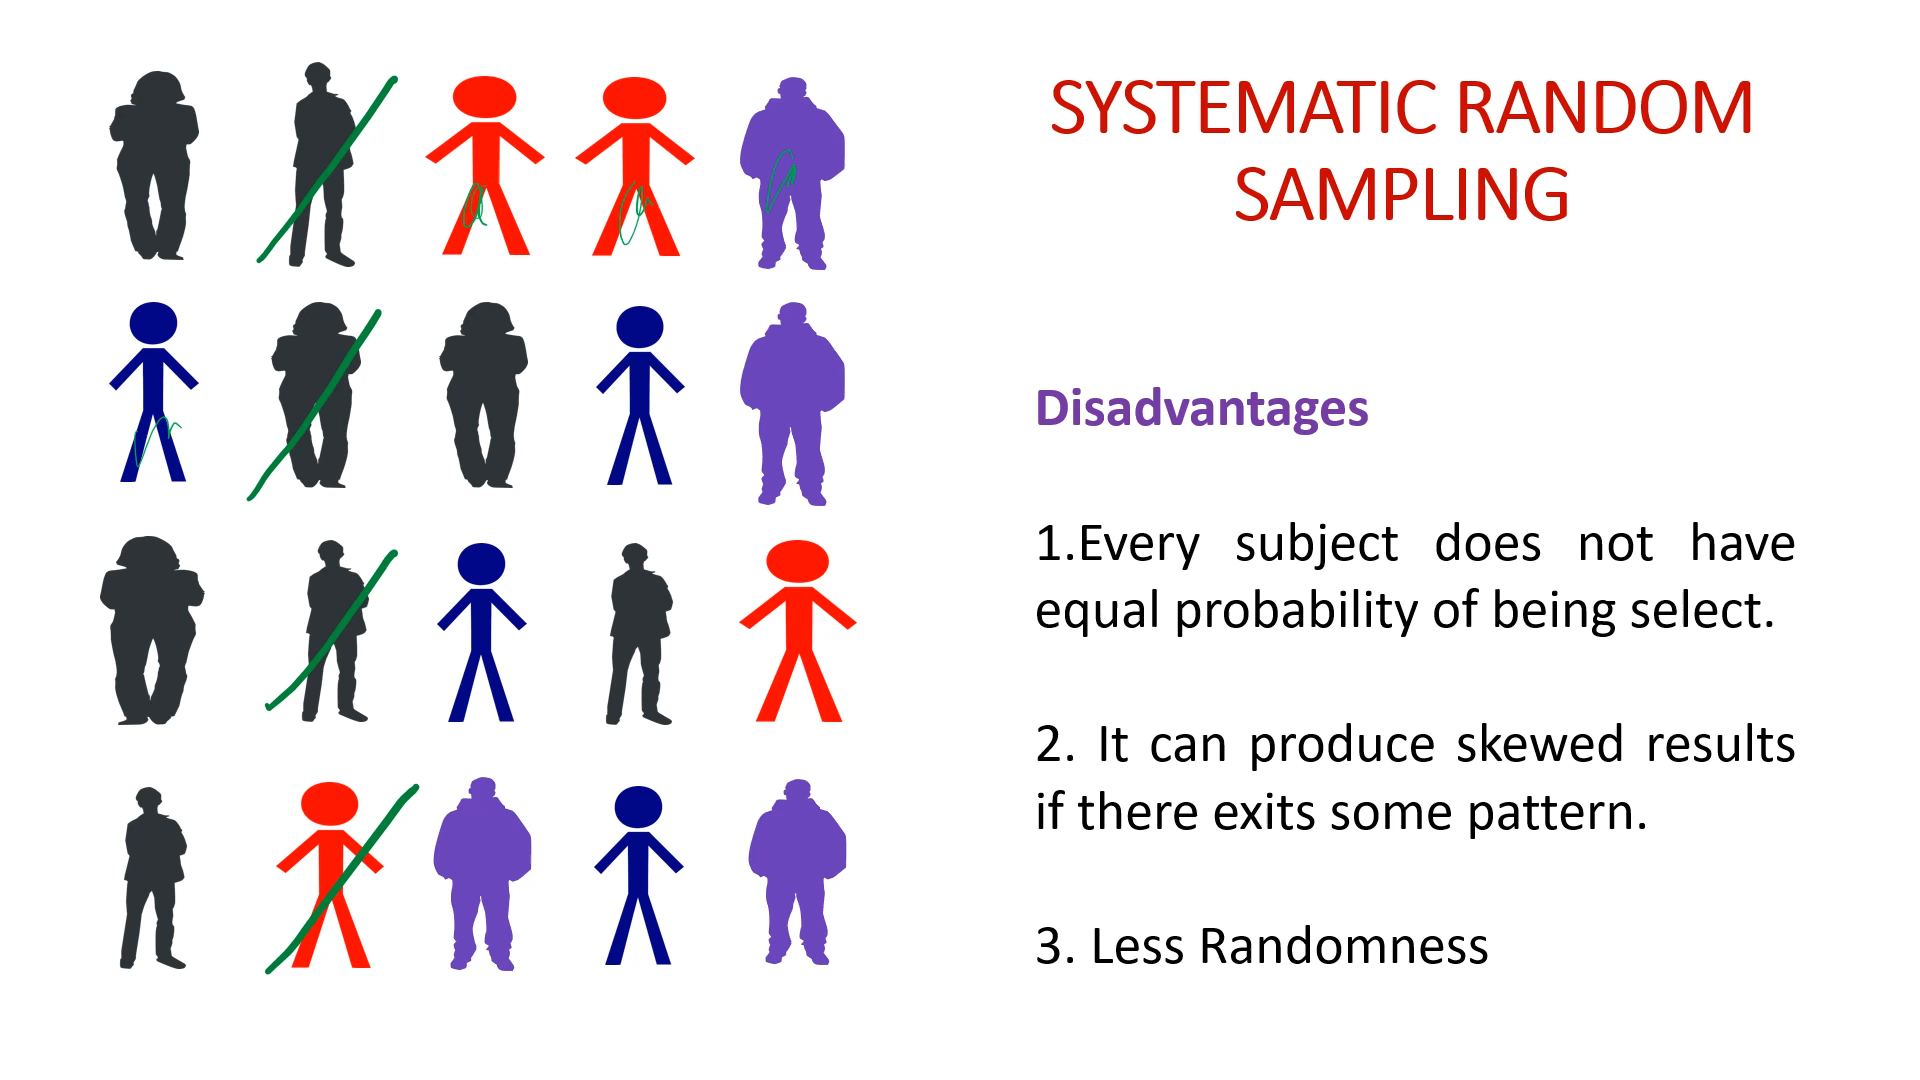 SYSTEMATIC RANDOM
SAMPLING
Disadvantages
1.Every subject does not have
equal probability of being select.
2. It can produce skewed results
if there exits some pattern.
3. Less Randomness